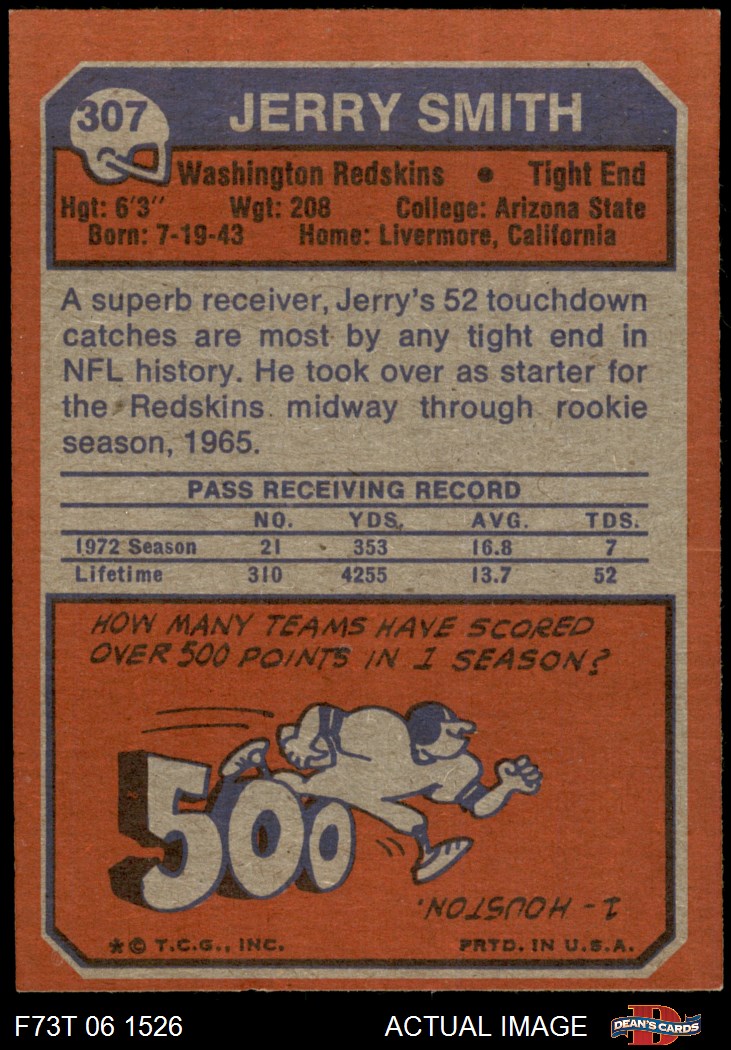 307 JERRY SMITH
Washington Redskins • Tight End
Hgt: 6'3" Wgt: 208 College: Arizona State
Born: 7-19-43 Home: Livermore, California
A superb receiver, Jerry's 52 touchdown
catches are most by any tight end in
NFL history. He took over as starter for
the Redskins midway through rookie
season, 1965.
PASS RECEIVING RECORD
NO. YDS. AVG. TDS.
1972 Season 21 353 16.8 7
Lifetime 310 4255 13.7 52
HOW MANY TEAMS HAVE SCORED
OVER 500 POINTS IN 1 SEASON?
500
1 - HOUSTON.
*© T.C.G., INC. PRTD. IN U.S.A.
F73T 06 1526 ACTUAL IMAGE D DEAN'S CARDS